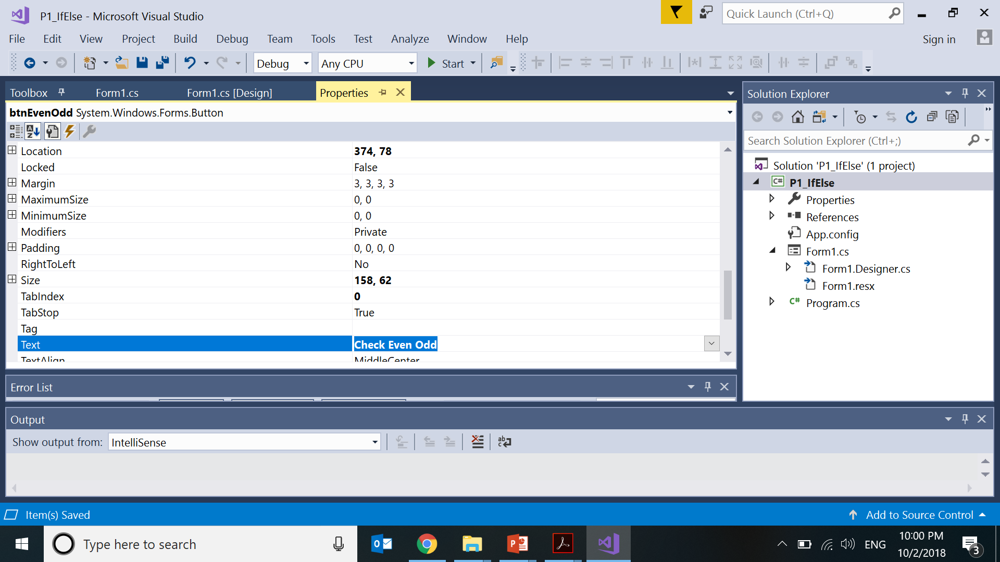 P1_IfElse - Microsoft Visual Studio
Quick Launch (Ctrl+Q)
File Edit View Project Build Debug Team Tools Test Analyze Window Help
Sign in
Debug Any CPU Start
Toolbox Form1.cs Form1.cs [Design] Properties
btnEvenOdd System.Windows.Forms.Button
Location 374, 78
Locked False
Margin 3, 3, 3, 3
MaximumSize 0, 0
MinimumSize 0, 0
Modifiers Private
Padding 0, 0, 0, 0
RightToLeft No
Size 158, 62
TabIndex 0
TabStop True
Tag
Text Check Even Odd
TextAlign MiddleCenter
Solution Explorer
Search Solution Explorer (Ctrl+;)
Solution 'P1_IfElse' (1 project)
C# P1_IfElse
Properties
References
App.config
Form1.cs
Form1.Designer.cs
Form1.resx
C# Program.cs
Error List
Output
Show output from: IntelliSense
Item(s) Saved
Add to Source Control
Type here to search
ENG
10:00 PM
10/2/2018
3